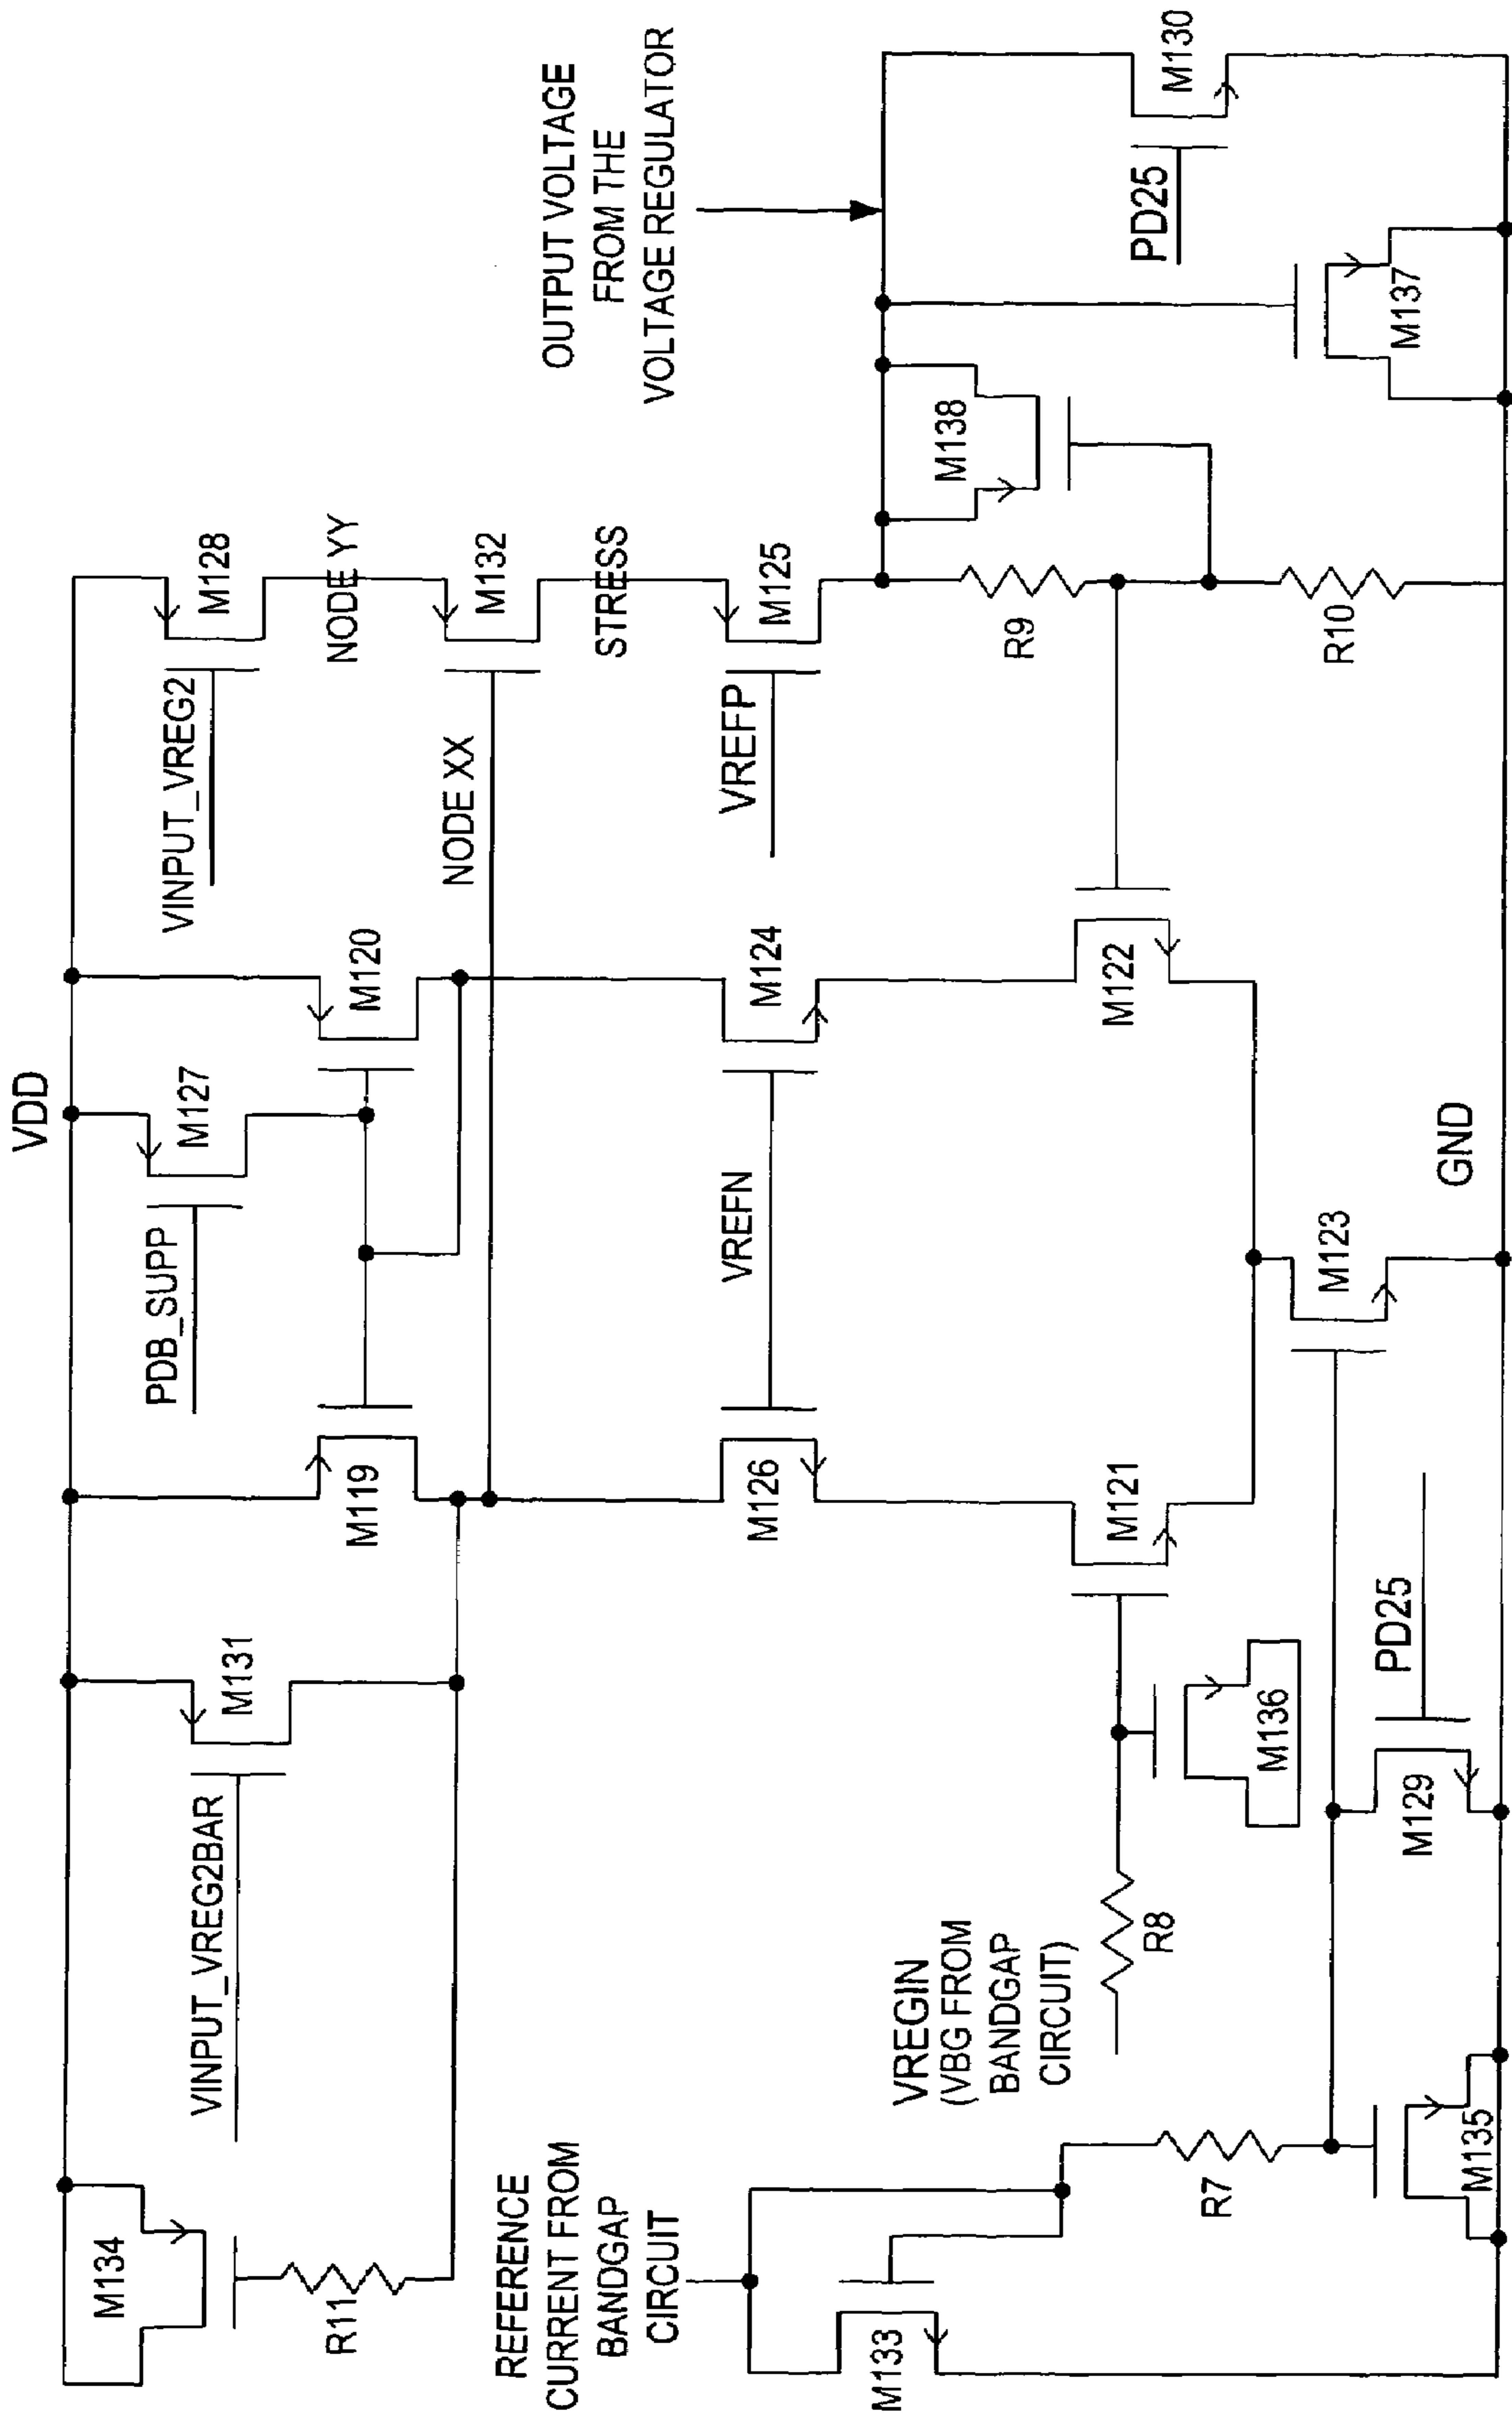 VDD
M134
R11
VINPUT_VREG2BAR
M131
M119
PDB_SUPP
M127
M120
VINPUT_VREG2
M128
NODE YY
M132
NODE XX
STRESS
VREFN
M126
M124
VREFP
M125
OUTPUT VOLTAGE
FROM THE
VOLTAGE REGULATOR
REFERENCE
CURRENT FROM
BANDGAP
CIRCUIT
M133
R7
M135
VREGIN
(VBG FROM
BANDGAP
CIRCUIT)
R8
M136
M121
M122
M123
M129
PD25
GND
R9
R10
M138
M137
PD25
M130